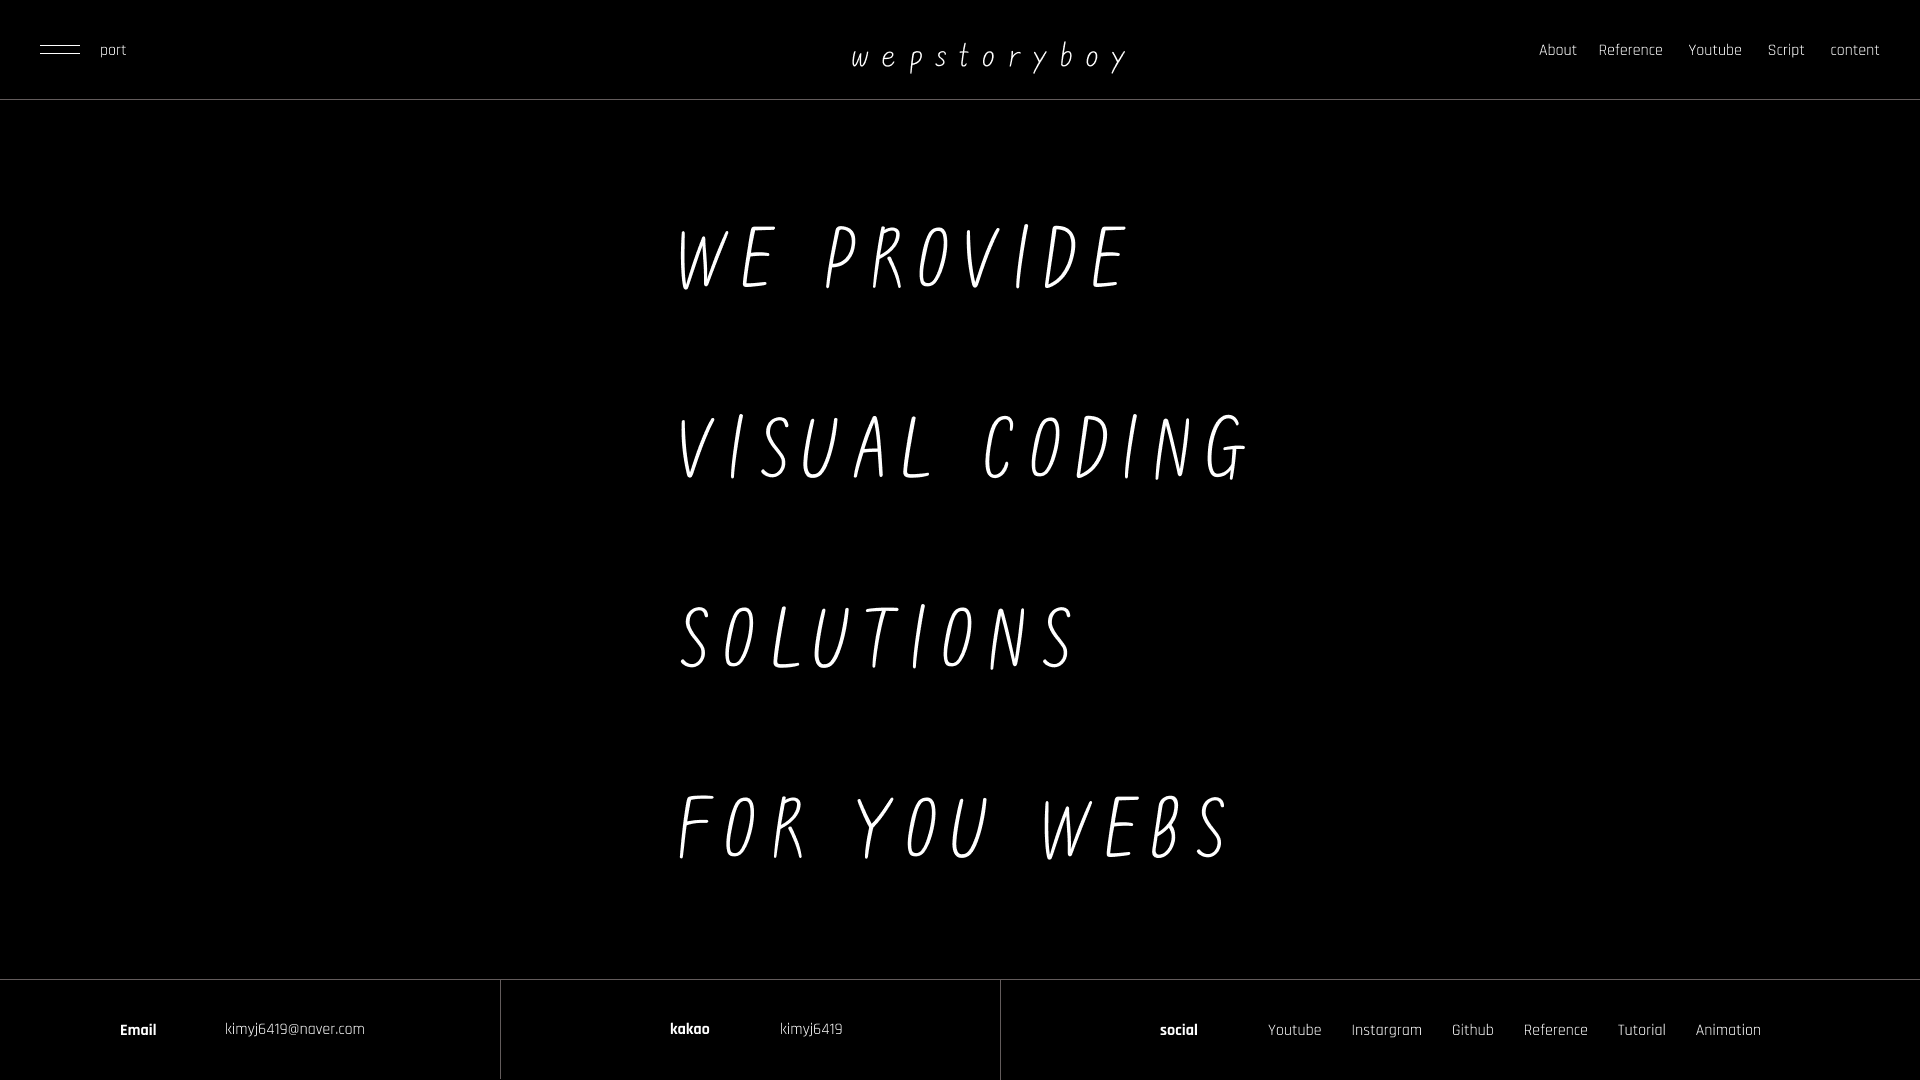 port
wepstoryboy
About Reference Youtube Script content
WE PROVIDE
VISUAL CODING
SOLUTIONS
FOR YOU WEBS
Email kimyj6419@naver.com
kakao kimyj6419
social Youtube Instargram Github Reference Tutorial Animation